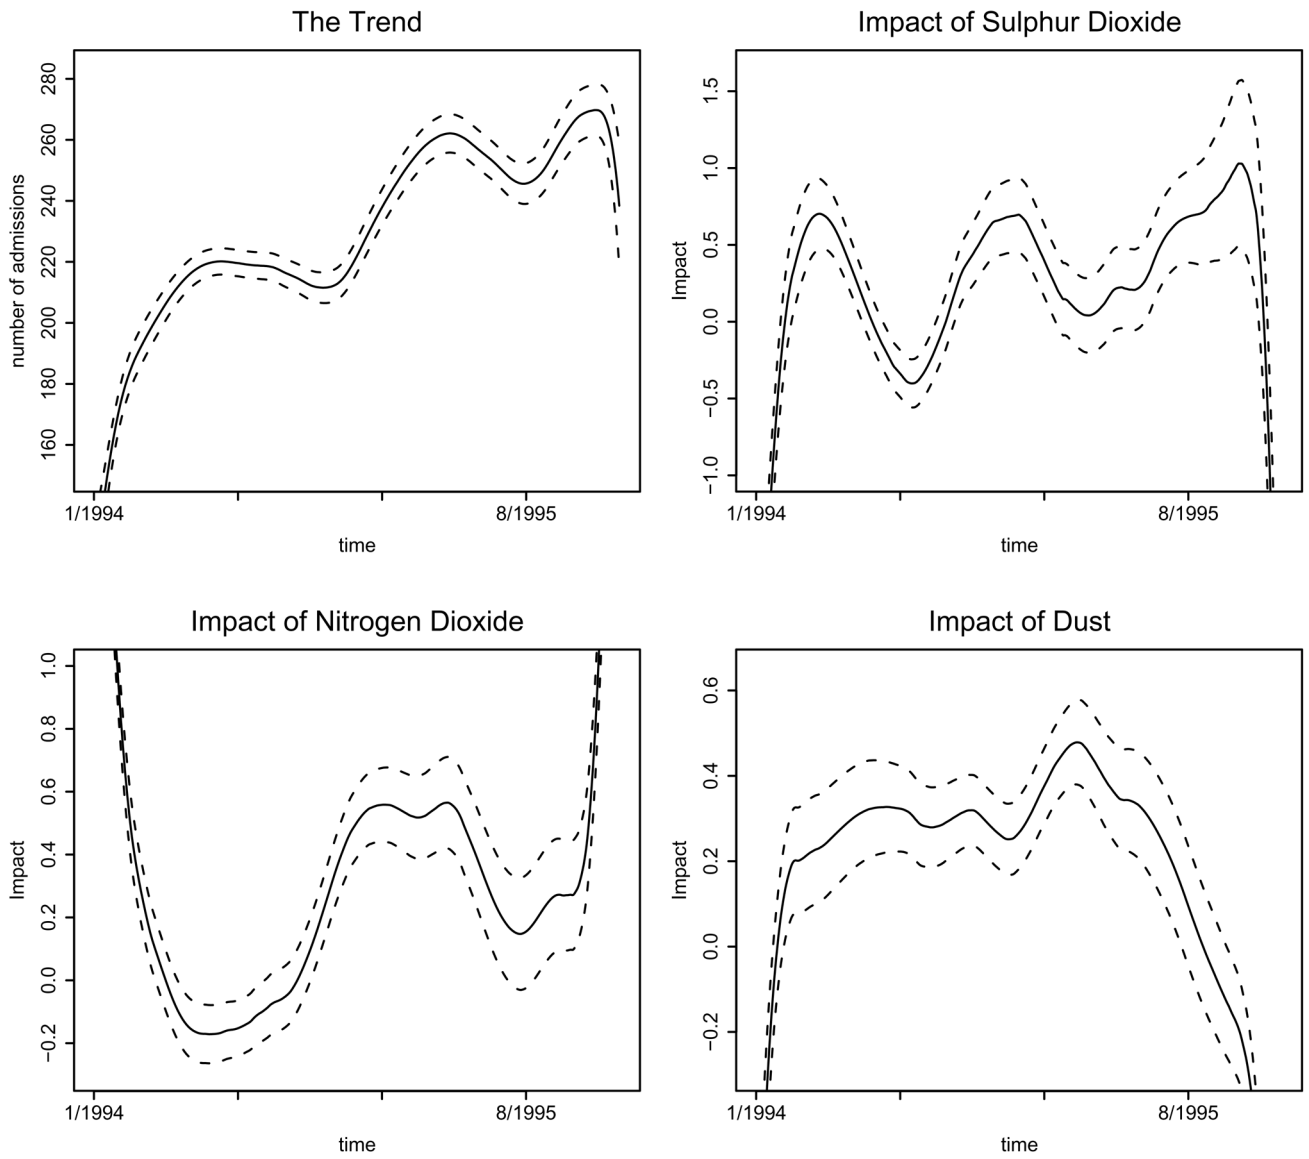 The Trend
number of admissions
280
260
240
220
200
180
160
1/1994
8/1995
time
Impact of Sulphur Dioxide
Impact
1.5
1.0
0.5
0.0
−0.5
−1.0
1/1994
8/1995
time
Impact of Nitrogen Dioxide
Impact
1.0
0.8
0.6
0.4
0.2
0.0
−0.2
1/1994
8/1995
time
Impact of Dust
Impact
0.6
0.4
0.2
0.0
−0.2
1/1994
8/1995
time